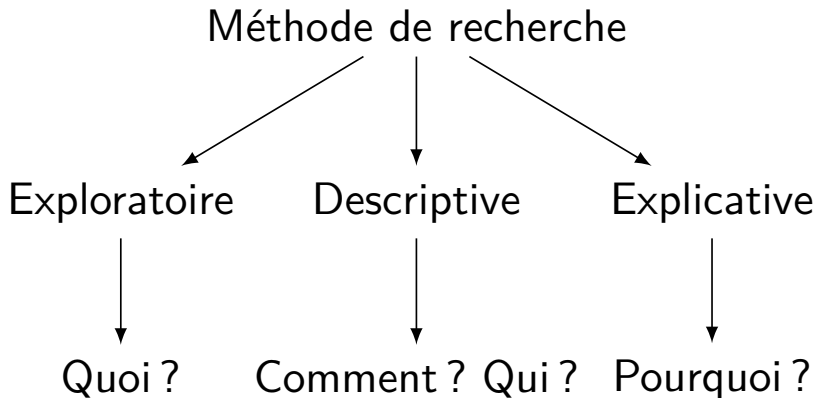 Méthode de recherche
Exploratoire Descriptive Explicative
Quoi ? Comment ? Qui ? Pourquoi ?